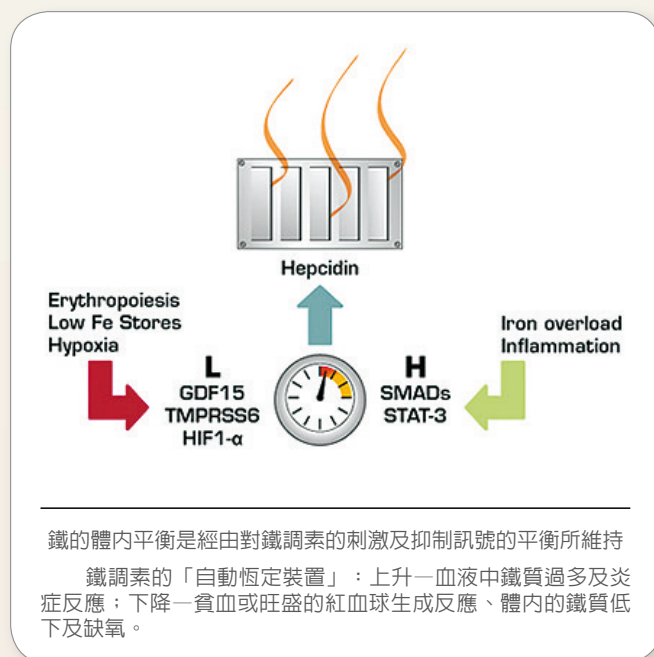 Hepcidin
Erythropoiesis
Low Fe Stores
Hypoxia
Iron overload
Inflammation
L
GDF15
TMPRSS6
HIF1-α
H
SMADs
STAT-3
鐵的體內平衡是經由對鐵調素的刺激及抑制訊號的平衡所維持
鐵調素的「自動恆定裝置」：上升—血液中鐵質過多及炎
症反應；下降—貧血或旺盛的紅血球生成反應、體內的鐵質低
下及缺氧。